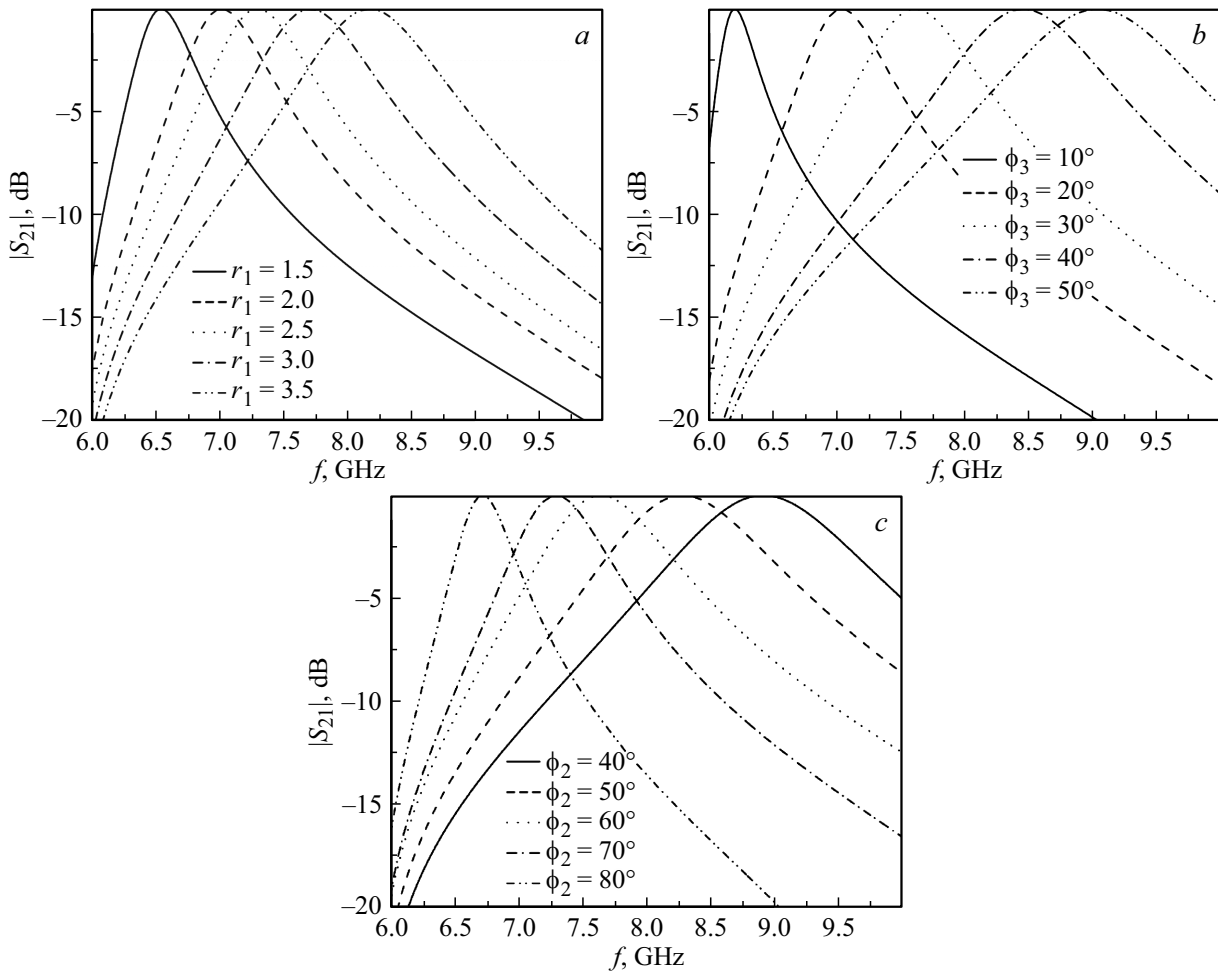 a
|S21|, dB
–5
–10
–15
–20
r1 = 1.5
r1 = 2.0
r1 = 2.5
r1 = 3.0
r1 = 3.5
6.0 6.5 7.0 7.5 8.0 8.5 9.0 9.5
f, GHz
b
|S21|, dB
–5
–10
–15
–20
ϕ3 = 10°
ϕ3 = 20°
ϕ3 = 30°
ϕ3 = 40°
ϕ3 = 50°
6.0 6.5 7.0 7.5 8.0 8.5 9.0 9.5
f, GHz
c
|S21|, dB
–5
–10
–15
–20
ϕ2 = 40°
ϕ2 = 50°
ϕ2 = 60°
ϕ2 = 70°
ϕ2 = 80°
6.0 6.5 7.0 7.5 8.0 8.5 9.0 9.5
f, GHz